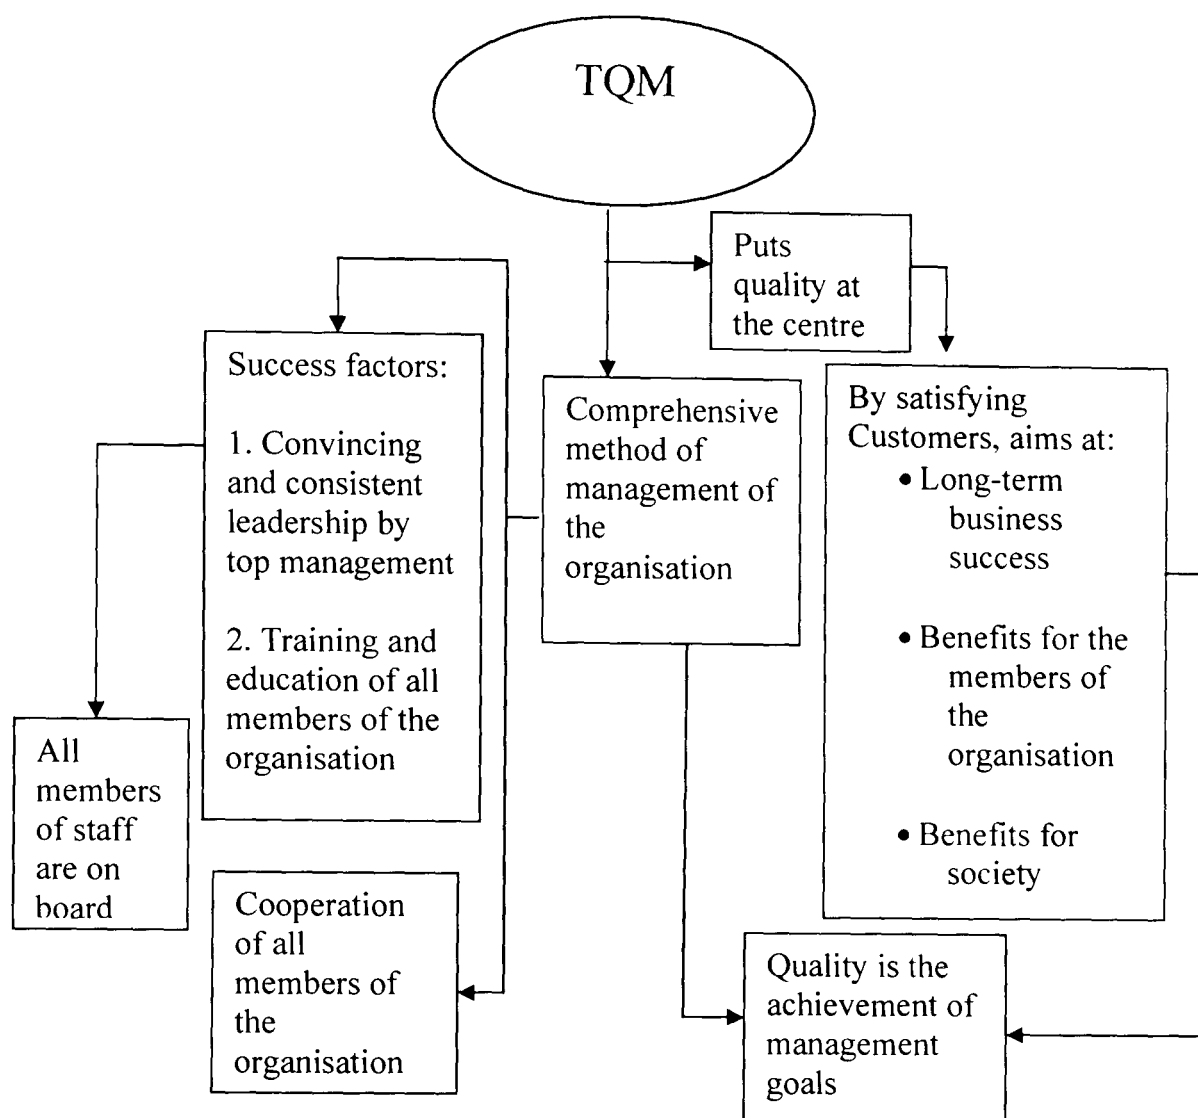 TQM
Puts
quality at
the centre
Success factors:
1. Convincing
and consistent
leadership by
top management
2. Training and
education of all
members of the
organisation
Comprehensive
method of
management of
the
organisation
By satisfying
Customers, aims at:
• Long-term
business
success
• Benefits for the
members of
the
organisation
• Benefits for
society
All
members
of staff
are on
board
Cooperation
of all
members of
the
organisation
Quality is the
achievement of
management
goals